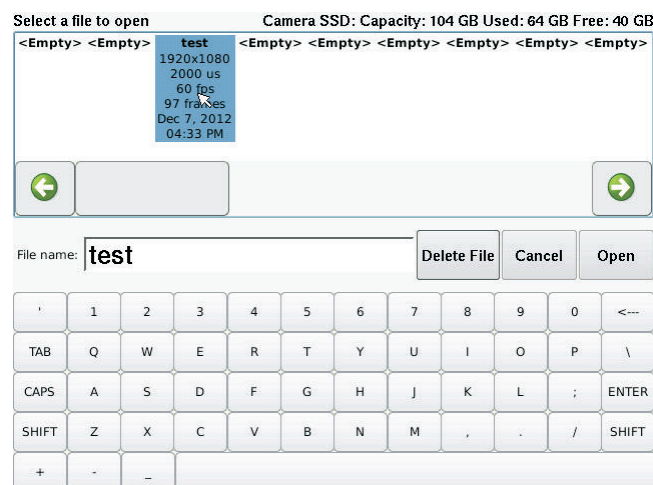 Select a file to open Camera SSD: Capacity: 104 GB Used: 64 GB Free: 40 GB
<Empty> <Empty> test <Empty> <Empty> <Empty> <Empty> <Empty> <Empty>
1920x1080
2000 us
60 fps
97 frames
Dec 7, 2012
04:33 PM
File name: test Delete File Cancel Open
' 1 2 3 4 5 6 7 8 9 0 <---
TAB Q W E R T Y U I O P \
CAPS A S D F G H J K L ; ENTER
SHIFT Z X C V B N M , . / SHIFT
+ - _